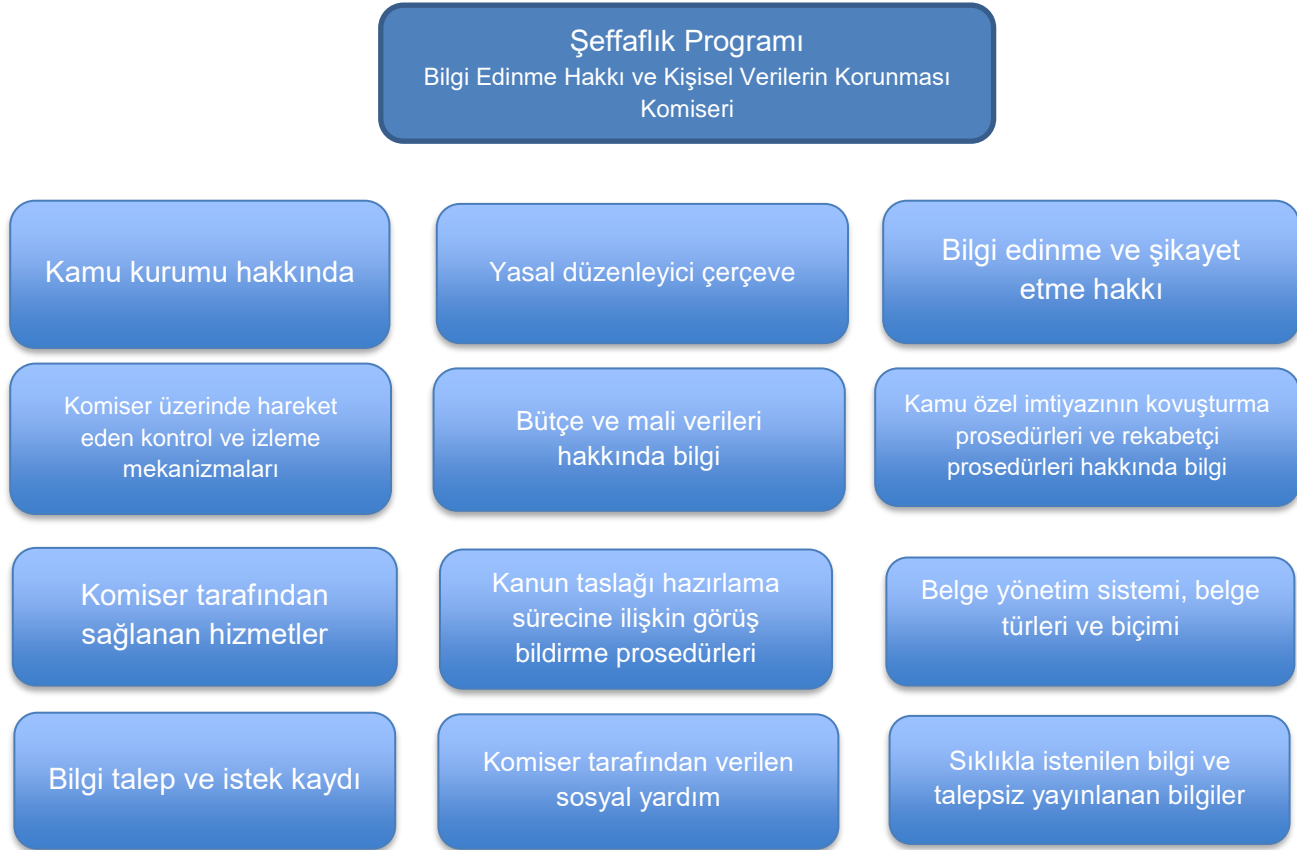 Şeffaflık Programı
Bilgi Edinme Hakkı ve Kişisel Verilerin Korunması
Komiseri
Kamu kurumu hakkında
Yasal düzenleyici çerçeve
Bilgi edinme ve şikayet
etme hakkı
Komiser üzerinde hareket
eden kontrol ve izleme
mekanizmaları
Bütçe ve mali verileri
hakkında bilgi
Kamu özel imtiyazının kovuşturma
prosedürleri ve rekabetçi
prosedürleri hakkında bilgi
Komiser tarafından
sağlanan hizmetler
Kanun taslağı hazırlama
sürecine ilişkin görüş
bildirme prosedürleri
Belge yönetim sistemi, belge
türleri ve biçimi
Bilgi talep ve istek kaydı
Komiser tarafından verilen
sosyal yardım
Sıklıkla istenilen bilgi ve
talepsiz yayınlanan bilgiler